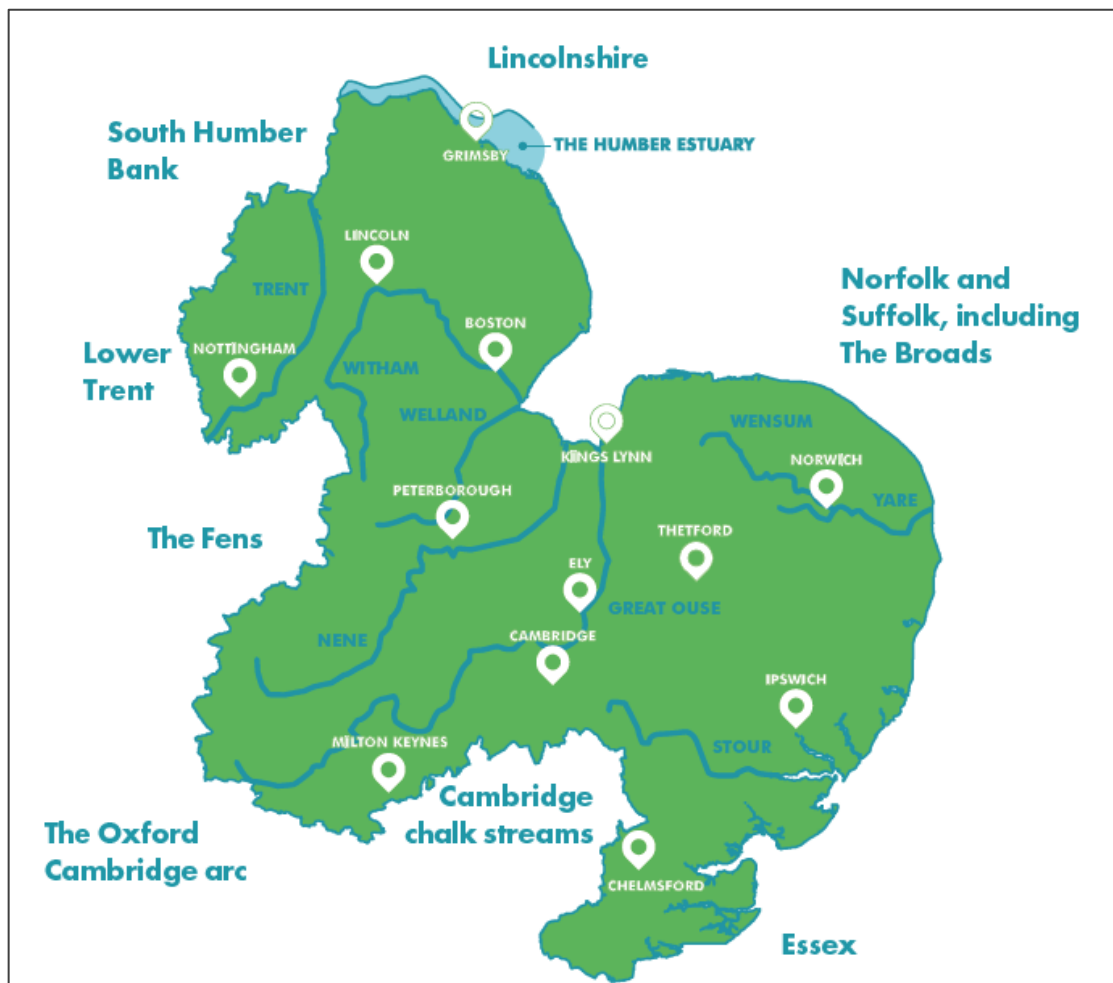 Lincolnshire
South Humber
Bank
THE HUMBER ESTUARY
GRIMSBY
LINCOLN
TRENT
Norfolk and
Suffolk, including
The Broads
BOSTON
NOTTINGHAM
Lower
Trent
WITHAM
WELLAND
WENSUM
KINGS LYNN
NORWICH
PETERBOROUGH
YARE
The Fens
THETFORD
ELY
GREAT OUSE
CAMBRIDGE
NENE
IPSWICH
MILTON KEYNES
STOUR
Cambridge
chalk streams
The Oxford
Cambridge arc
CHELMSFORD
Essex